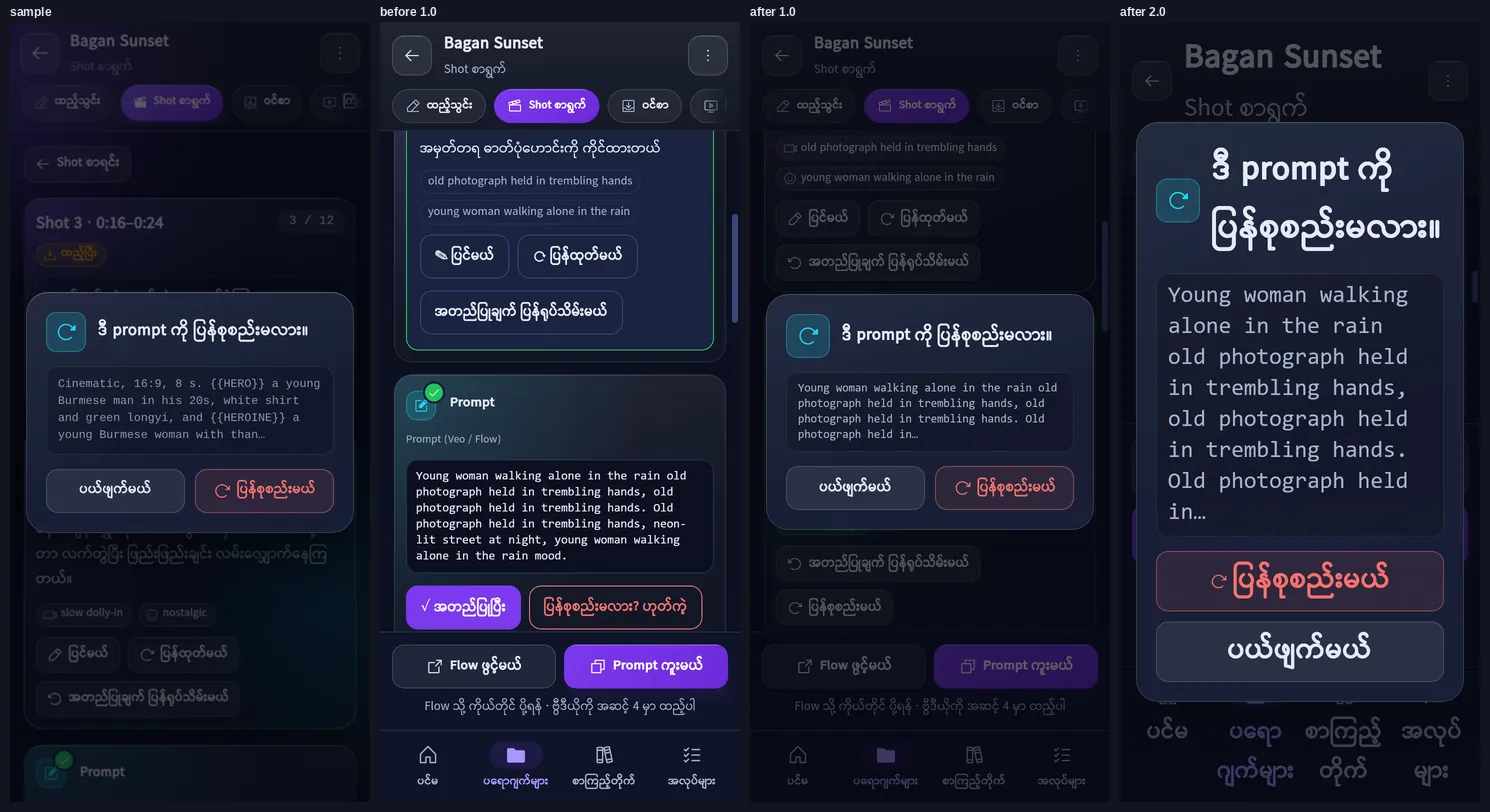 sample
Bagan Sunset
Shot စာရွက်
ထည့်သွင်း
Shot စာရွက်
ဝင်စာ
Shot စာရင်း
Shot 3 · 0:16–0:24
3 / 12
ထည့်ပြီး
ဒီ prompt ကို ပြန်စုစည်းမလား။
Cinematic, 16:9, 8 s. {{HERO}} a young
Burmese man in his 20s, white shirt
and green longyi, and {{HEROINE}} a
young Burmese woman with than…
ပယ်ဖျက်မယ်
ပြန်စုစည်းမယ်
တာ လက်တွဲပြီး ဖြည်းဖြည်းချင်း လမ်းလျှောက်နေကြ
တယ်။
slow dolly-in
nostalgic
ပြင်မယ်
ပြန်ထုတ်မယ်
အတည်ပြုချက် ပြန်ရုပ်သိမ်းမယ်
Prompt
before 1.0
Bagan Sunset
Shot စာရွက်
ထည့်သွင်း
Shot စာရွက်
ဝင်စာ
အမှတ်တရ ဓာတ်ပုံဟောင်းကို ကိုင်ထားတယ်
old photograph held in trembling hands
young woman walking alone in the rain
✎ ပြင်မယ်
ပြန်ထုတ်မယ်
အတည်ပြုချက် ပြန်ရုပ်သိမ်းမယ်
Prompt
Prompt (Veo / Flow)
Young woman walking alone in the rain old
photograph held in trembling hands, old
photograph held in trembling hands. Old
photograph held in trembling hands, neon-
lit street at night, young woman walking
alone in the rain mood.
✓ အတည်ပြုပြီး
ပြန်စုစည်းမလား? ဟုတ်ကဲ့
Flow ဖွင့်မယ်
Prompt ကူးမယ်
Flow သို့ ကိုယ်တိုင် ပို့ရန် · ဗွီဒီယိုကို အဆင့် 4 မှာ ထည့်ပါ
ပင်မ
ပရောဂျက်များ
စာကြည့်တိုက်
အလုပ်များ
after 1.0
Bagan Sunset
Shot စာရွက်
ထည့်သွင်း
Shot စာရွက်
ဝင်စာ
old photograph held in trembling hands
young woman walking alone in the rain
ပြင်မယ်
ပြန်ထုတ်မယ်
အတည်ပြုချက် ပြန်ရုပ်သိမ်းမယ်
ဒီ prompt ကို ပြန်စုစည်းမလား။
Young woman walking alone in the rain old
photograph held in trembling hands, old
photograph held in trembling hands. Old
photograph held in…
ပယ်ဖျက်မယ်
ပြန်စုစည်းမယ်
အတည်ပြုချက် ပြန်ရုပ်သိမ်းမယ်
ပြန်စုစည်းမယ်
Flow ဖွင့်မယ်
Prompt ကူးမယ်
Flow သို့ ကိုယ်တိုင် ပို့ရန် · ဗွီဒီယိုကို အဆင့် 4 မှာ ထည့်ပါ
ပင်မ
ပရောဂျက်များ
စာကြည့်တိုက်
အလုပ်များ
after 2.0
Bagan Sunset
Shot စာရွက်
ဒီ prompt ကို
ပြန်စုစည်းမလား။
Young woman walking
alone in the rain
old photograph held
in trembling hands,
old photograph held
in trembling hands.
Old photograph held
in…
ပြန်စုစည်းမယ်
ပယ်ဖျက်မယ်
ပင်မ
ပရော
ဂျက်များ
စာကြည့်
တိုက်
အလုပ်
များ